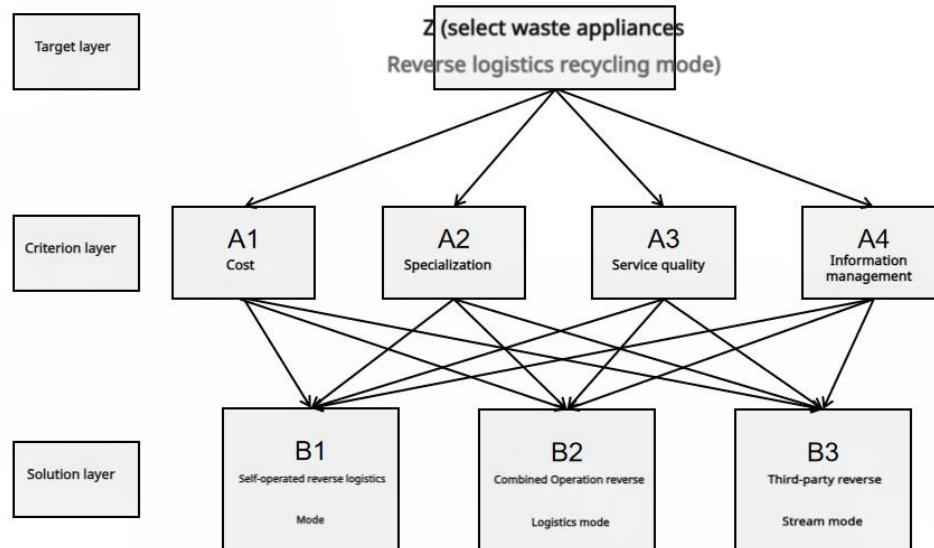 Target layer
Z (select waste appliances
Reverse logistics recycling mode)
Criterion layer
A1
Cost
A2
Specialization
A3
Service quality
A4
Information
management
Solution layer
B1
Self-operated reverse logistics
Mode
B2
Combined Operation reverse
Logistics mode
B3
Third-party reverse
Stream mode